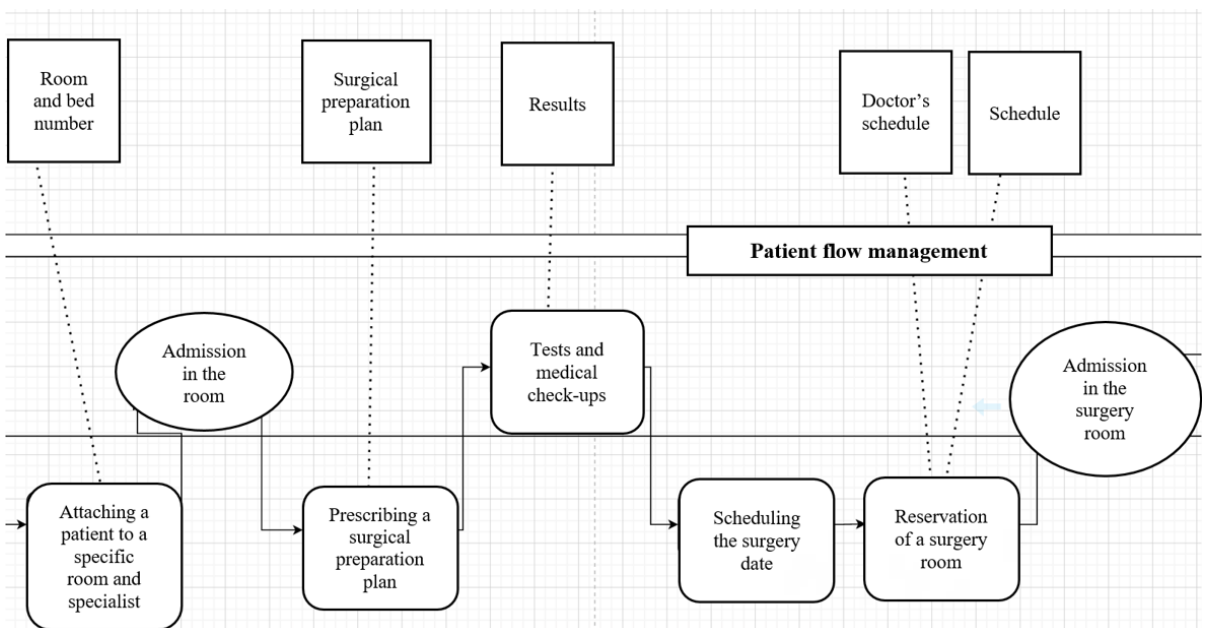 Room
and bed
number
Surgical
preparation
plan
Results
Doctor's
schedule
Schedule
Patient flow management
Admission
in the
room
Tests and
medical
check-ups
Admission
in the
surgery
room
Attaching a
patient to a
specific
room and
specialist
Prescribing a
surgical
preparation
plan
Scheduling
the surgery
date
Reservation
of a surgery
room